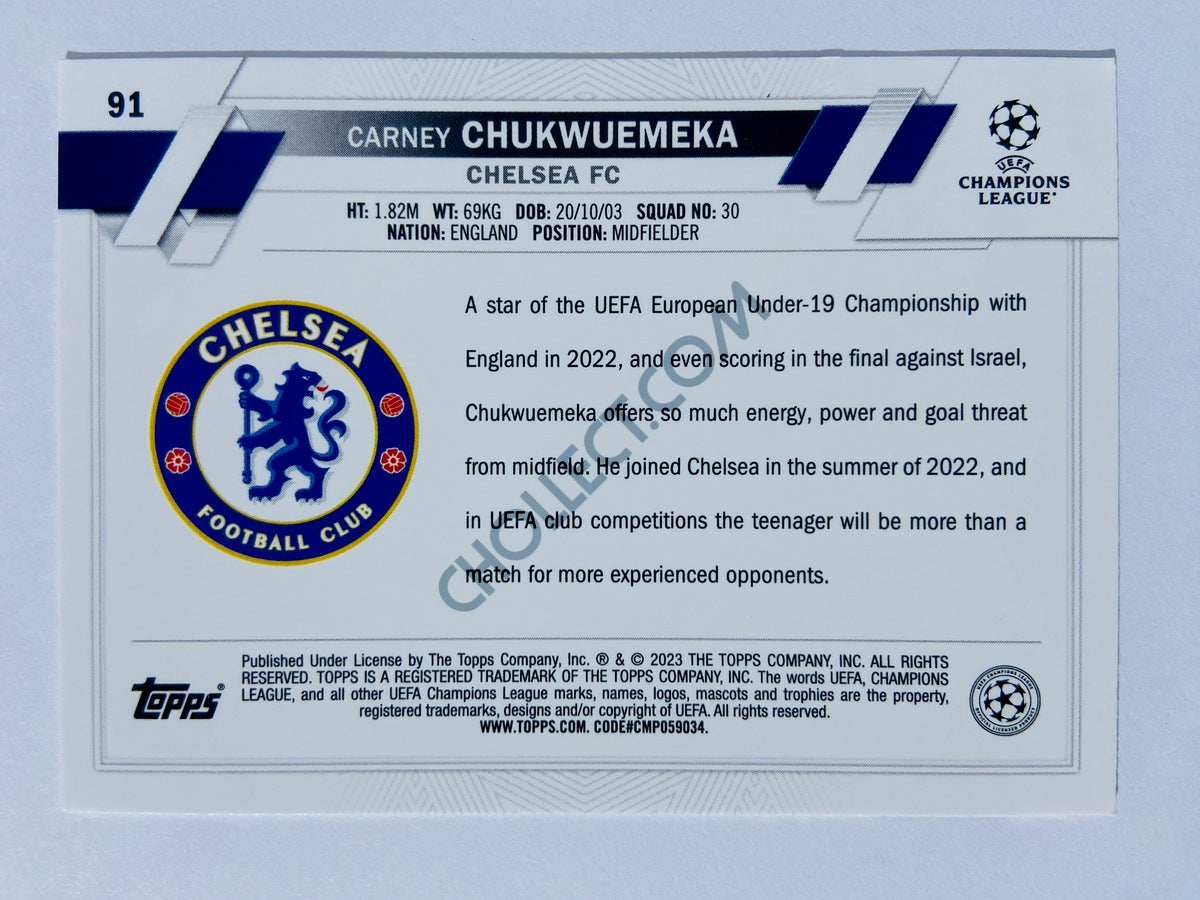 91
CARNEY CHUKWUEMEKA
CHELSEA FC
HT: 1.82M WT: 69KG DOB: 20/10/03 SQUAD NO: 30
NATION: ENGLAND POSITION: MIDFIELDER
UEFA
CHAMPIONS
LEAGUE®
CHELSEA
FOOTBALL CLUB
A star of the UEFA European Under-19 Championship with
England in 2022, and even scoring in the final against Israel,
Chukwuemeka offers so much energy, power and goal threat
from midfield. He joined Chelsea in the summer of 2022, and
in UEFA club competitions the teenager will be more than a
match for more experienced opponents.
CHOLLECT.COM
Topps®
Published Under License by The Topps Company, Inc. ® & © 2023 THE TOPPS COMPANY, INC. ALL RIGHTS
RESERVED. TOPPS IS A REGISTERED TRADEMARK OF THE TOPPS COMPANY, INC. The words UEFA, CHAMPIONS
LEAGUE, and all other UEFA Champions League marks, names, logos, mascots and trophies are the property,
registered trademarks, designs and/or copyright of UEFA. All rights reserved.
WWW.TOPPS.COM. CODE#CMP059034.
UEFA CHAMPIONS LEAGUE
OFFICIAL LICENSED PRODUCT